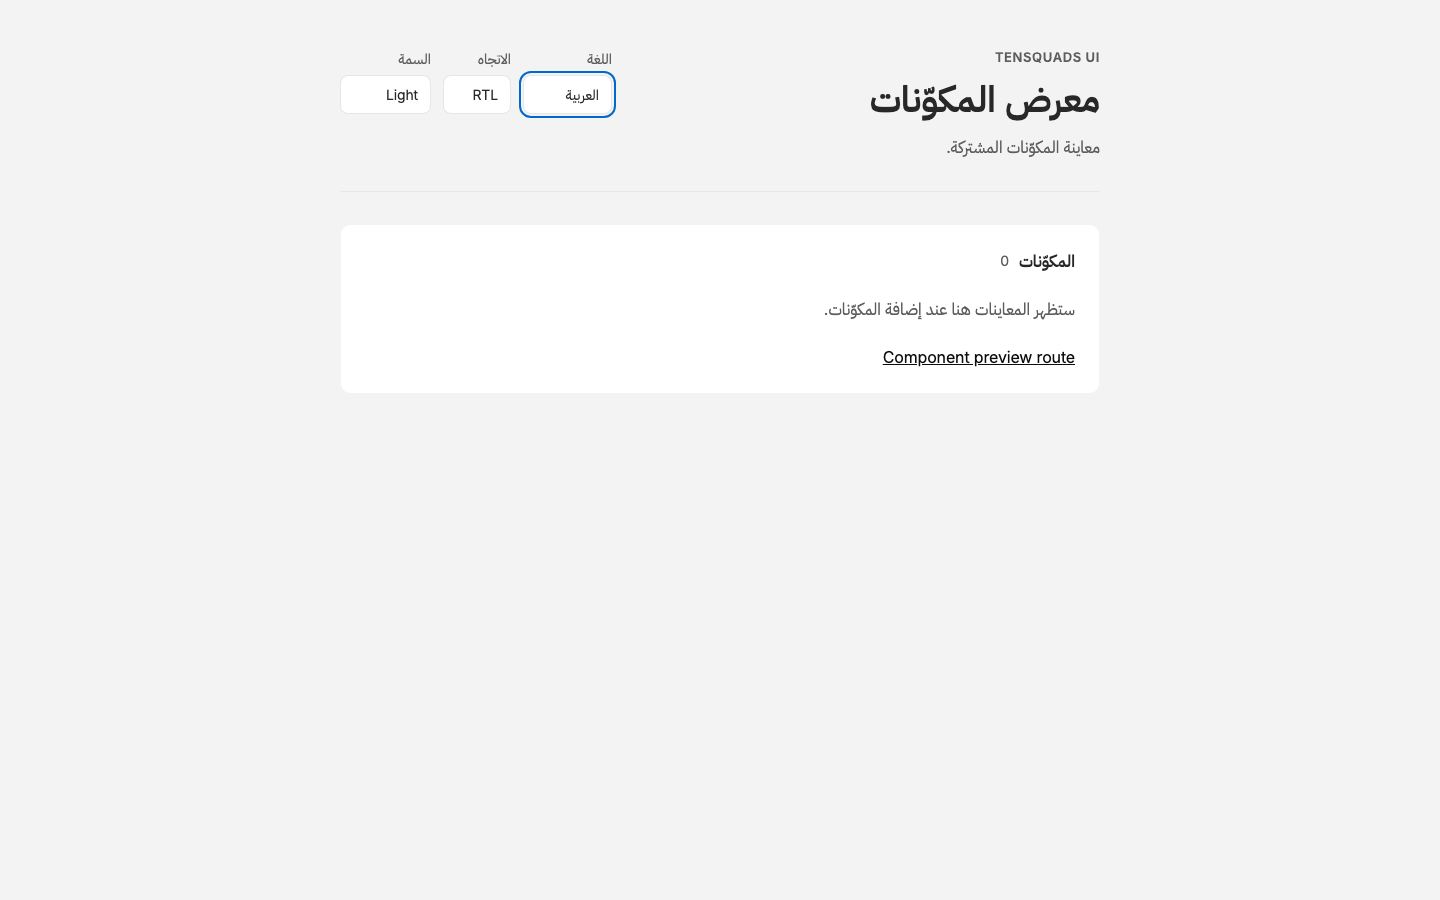 TENSQUADS UI
معرض المكوّنات
معاينة المكوّنات المشتركة.
اللغة
العربية
الاتجاه
RTL
السمة
Light
المكوّنات 0
ستظهر المعاينات هنا عند إضافة المكوّنات.
Component preview route